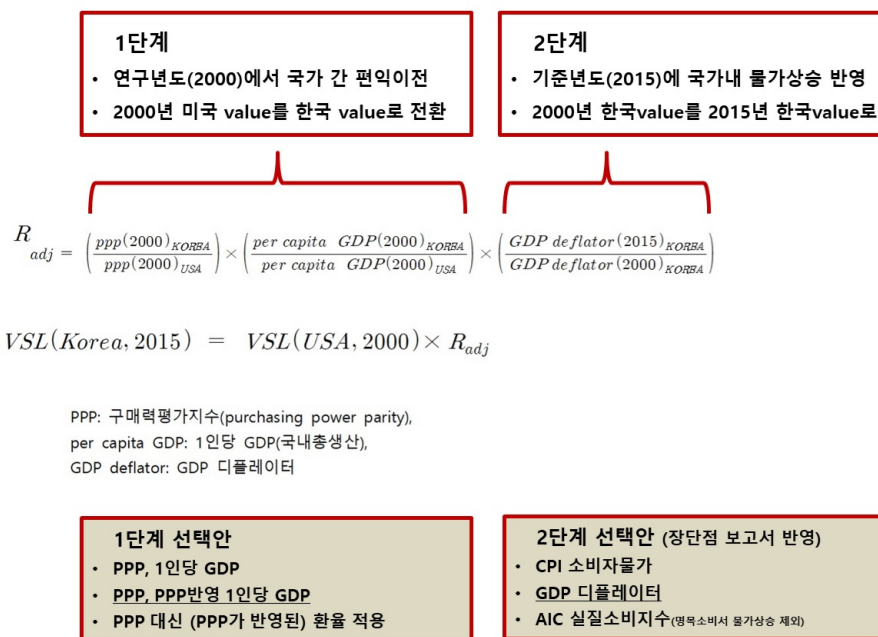 1단계
• 연구년도(2000)에서 국가 간 편익이전
• 2000년 미국 value를 한국 value로 전환
2단계
• 기준년도(2015)에 국가내 물가상승 반영
• 2000년 한국value를 2015년 한국value로
R_adj = (ppp(2000)_KOREA / ppp(2000)_USA) × (per capita GDP(2000)_KOREA / per capita GDP(2000)_USA) × (GDP deflator(2015)_KOREA / GDP deflator(2000)_KOREA)
VSL(Korea, 2015) = VSL(USA, 2000) × R_adj
PPP: 구매력평가지수(purchasing power parity),
per capita GDP: 1인당 GDP(국내총생산),
GDP deflator: GDP 디플레이터
1단계 선택안
• PPP, 1인당 GDP
• PPP, PPP반영 1인당 GDP
• PPP 대신 (PPP가 반영된) 환율 적용
2단계 선택안 (장단점 보고서 반영)
• CPI 소비자물가
• GDP 디플레이터
• AIC 실질소비지수(명목소비서 물가상승 제외)